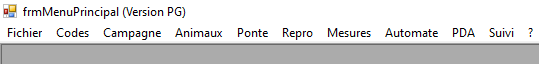 frmMenuPrincipal (Version PG)
Fichier Codes Campagne Animaux Ponte Repro Mesures Automate PDA Suivi ?